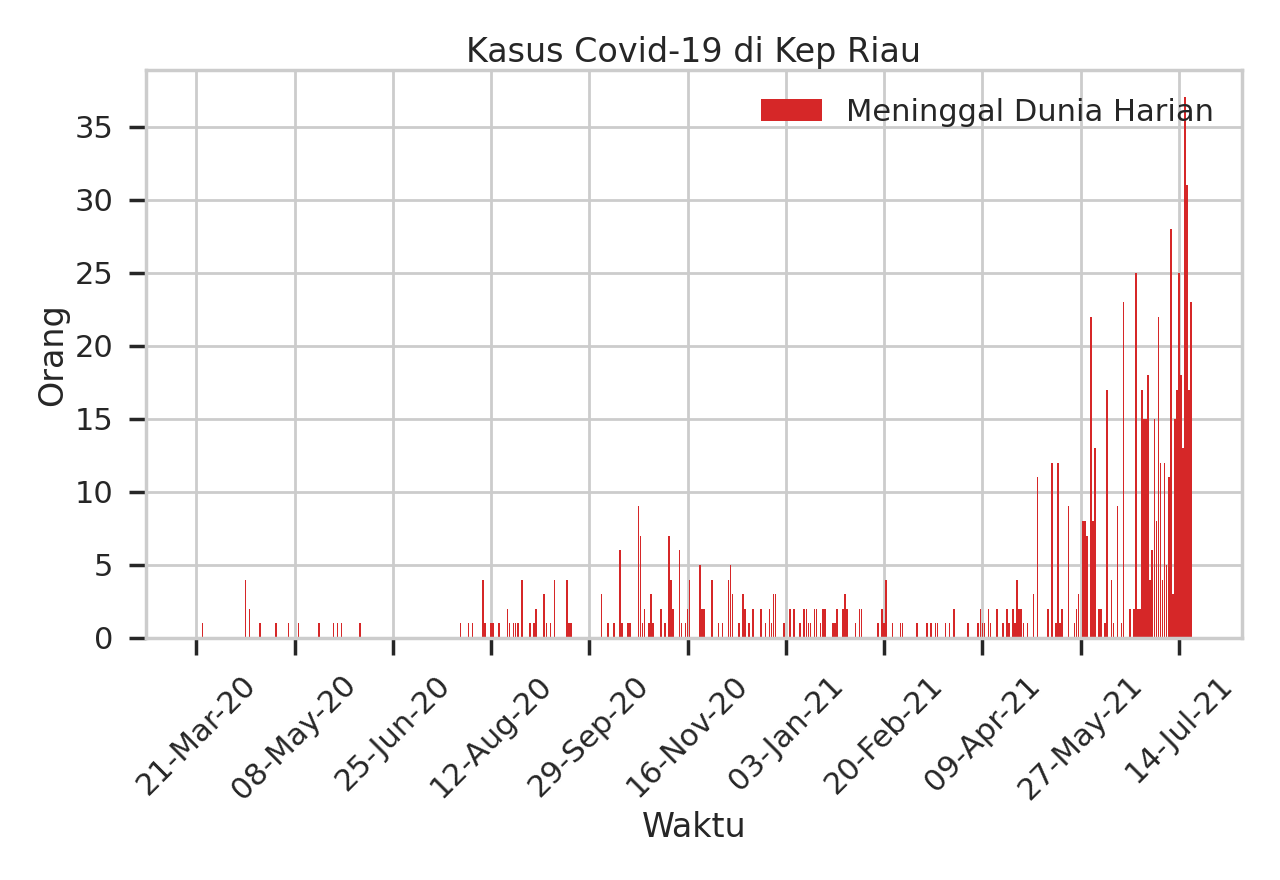 Kasus Covid-19 di Kep Riau
Meninggal Dunia Harian
Orang
35
30
25
20
15
10
5
0
21-Mar-20
08-May-20
25-Jun-20
12-Aug-20
29-Sep-20
16-Nov-20
03-Jan-21
20-Feb-21
09-Apr-21
27-May-21
14-Jul-21
Waktu